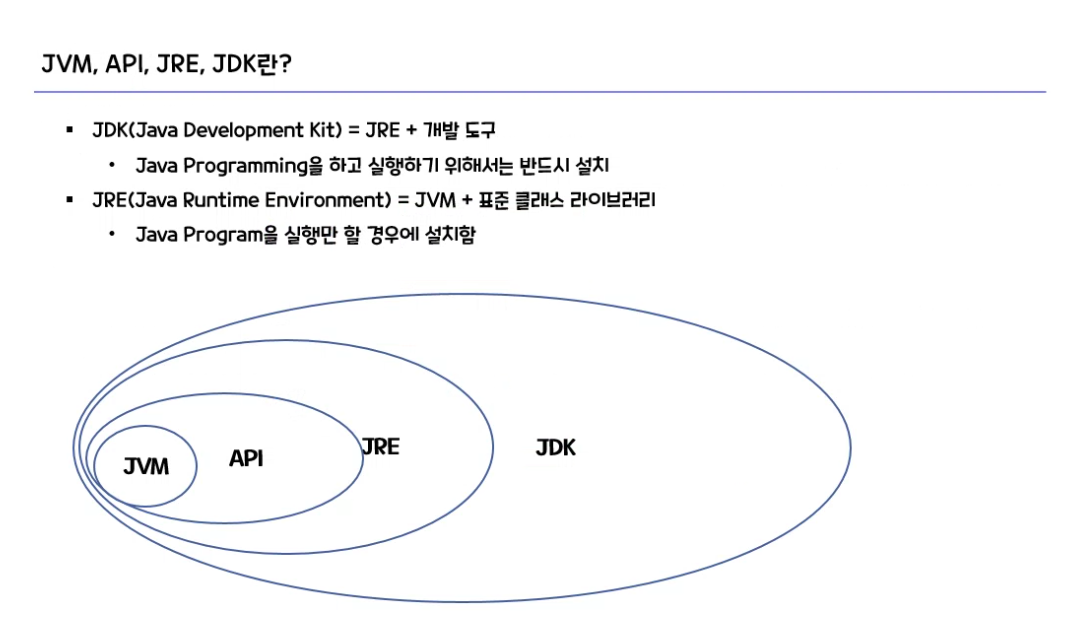 JVM, API, JRE, JDK란?
▪ JDK(Java Development Kit) = JRE + 개발 도구
• Java Programming을 하고 실행하기 위해서는 반드시 설치
▪ JRE(Java Runtime Environment) = JVM + 표준 클래스 라이브러리
• Java Program을 실행만 할 경우에 설치함
JVM
API
JRE
JDK